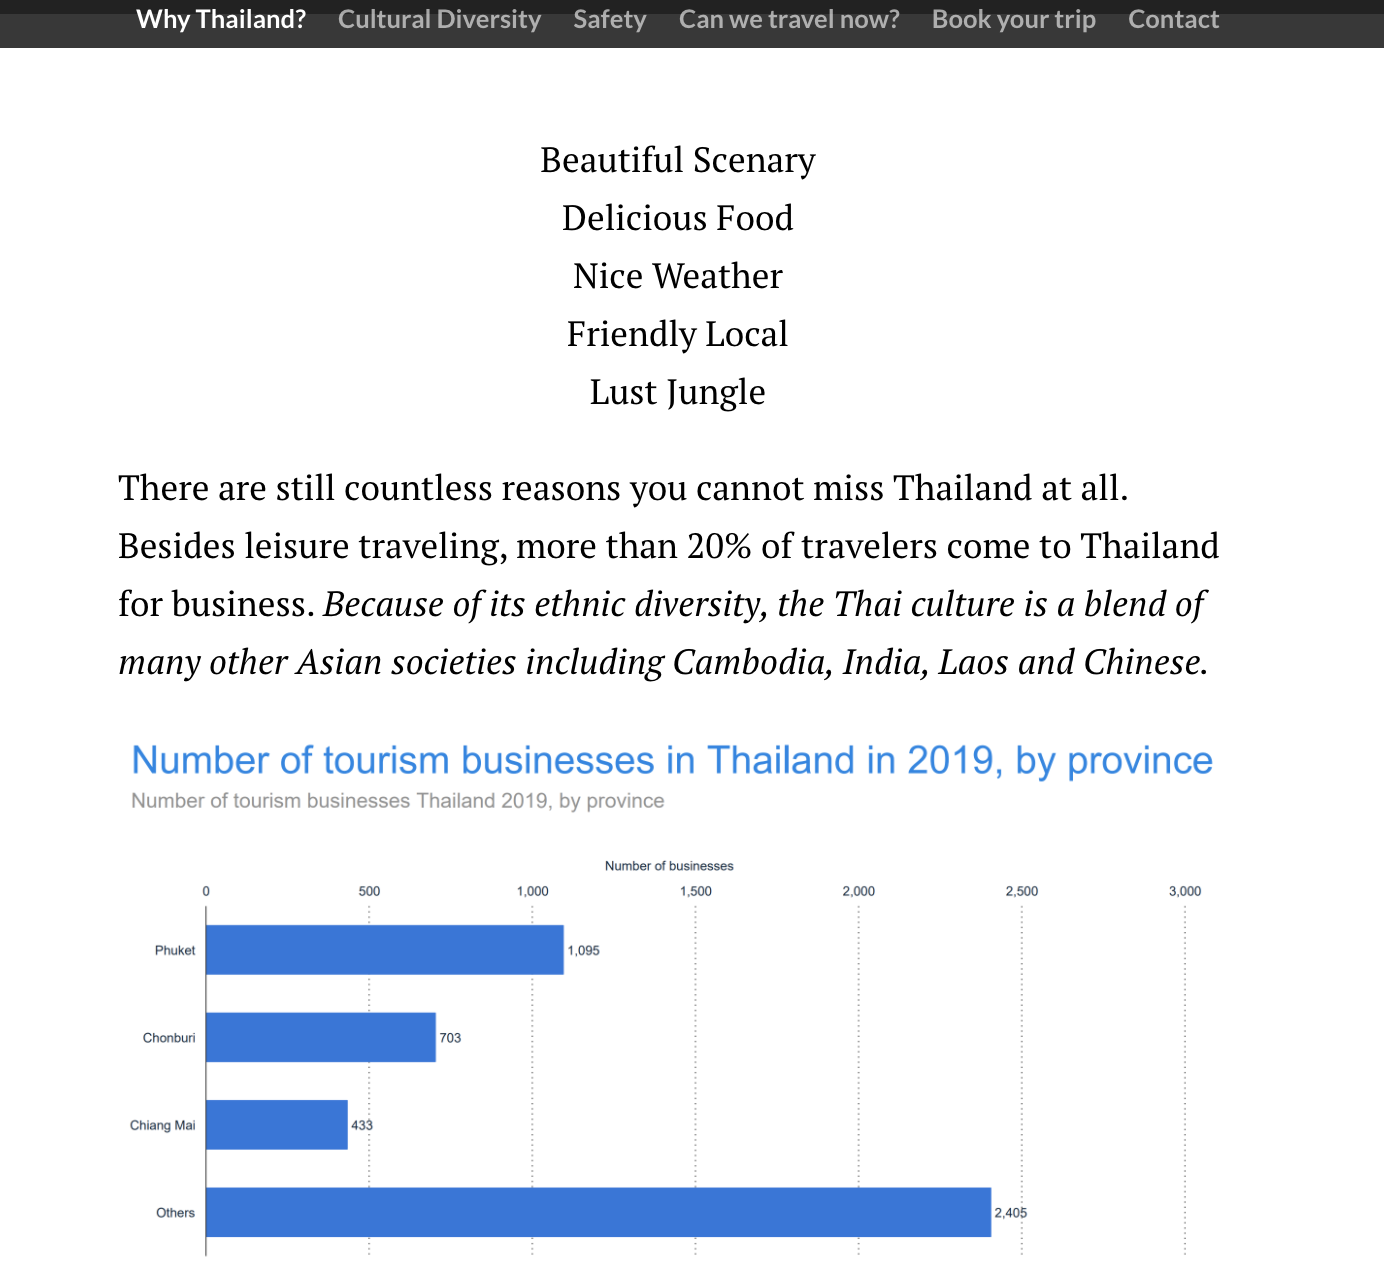 Why Thailand? Cultural Diversity Safety Can we travel now? Book your trip Contact
Beautiful Scenary
Delicious Food
Nice Weather
Friendly Local
Lust Jungle
There are still countless reasons you cannot miss Thailand at all.
Besides leisure traveling, more than 20% of travelers come to Thailand
for business. Because of its ethnic diversity, the Thai culture is a blend of
many other Asian societies including Cambodia, India, Laos and Chinese.
Number of tourism businesses in Thailand in 2019, by province
Number of tourism businesses Thailand 2019, by province
Number of businesses
0 500 1,000 1,500 2,000 2,500 3,000
Phuket 1,095
Chonburi 703
Chiang Mai 433
Others 2,405